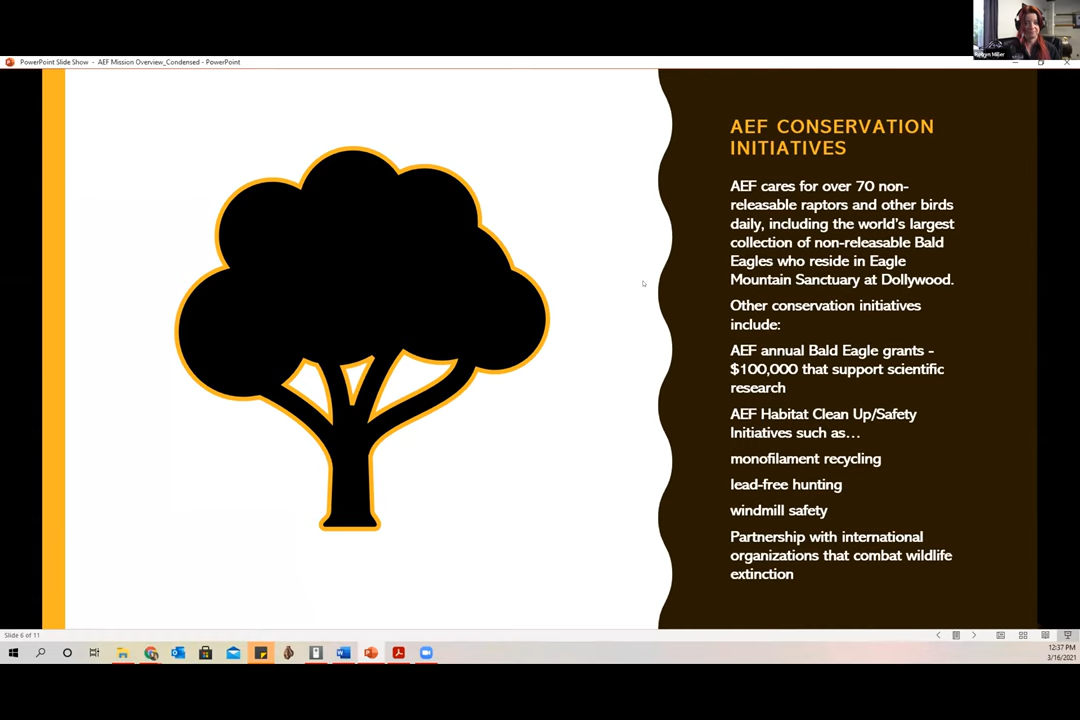 PowerPoint Slide Show - AEF Mission Overview_Condensed - PowerPoint
AEF CONSERVATION
INITIATIVES
AEF cares for over 70 non-
releasable raptors and other birds
daily, including the world's largest
collection of non-releasable Bald
Eagles who reside in Eagle
Mountain Sanctuary at Dollywood.
Other conservation initiatives
include:
AEF annual Bald Eagle grants -
$100,000 that support scientific
research
AEF Habitat Clean Up/Safety
Initiatives such as...
monofilament recycling
lead-free hunting
windmill safety
Partnership with international
organizations that combat wildlife
extinction
Slide 6 of 11
12:37 PM
3/16/2021